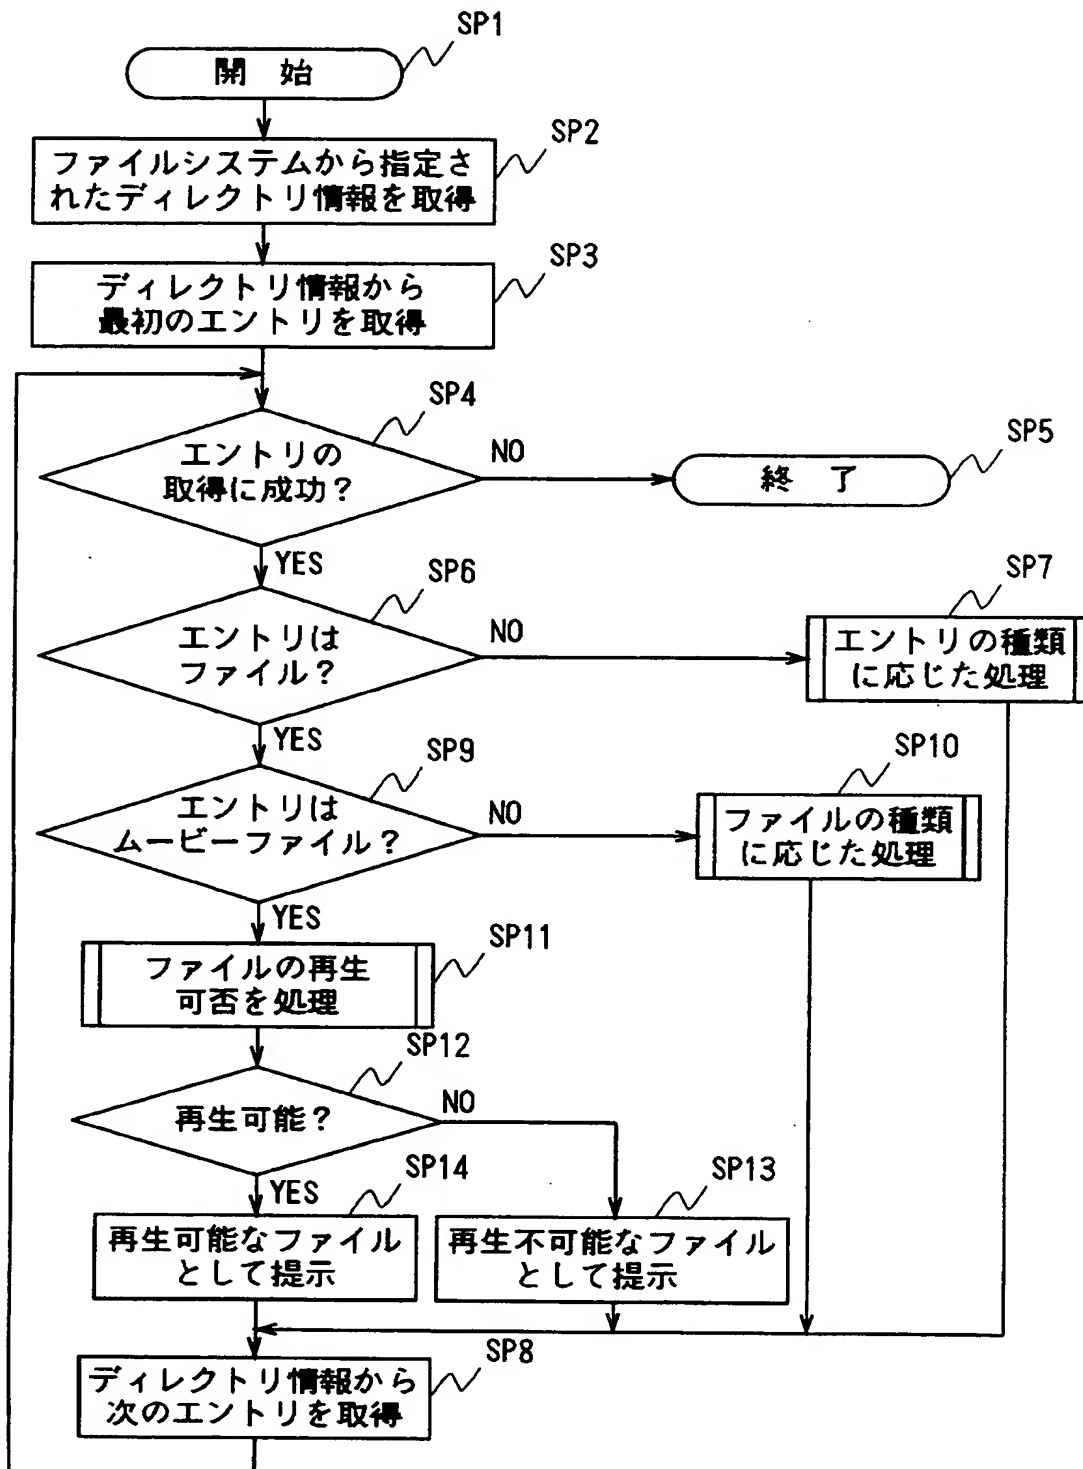 SP1
開 始
SP2
ファイルシステムから指定さ
れたディレクトリ情報を取得
SP3
ディレクトリ情報から
最初のエントリを取得
SP4
エントリの
取得に成功?
NO
SP5
終 了
YES
SP6
エントリは
ファイル?
NO
SP7
エントリの種類
に応じた処理
YES
SP9
エントリは
ムービーファイル?
NO
SP10
ファイルの種類
に応じた処理
YES
SP11
ファイルの再生
可否を処理
SP12
再生可能?
NO
YES
SP14
再生可能なファイル
として提示
SP13
再生不可能なファイル
として提示
SP8
ディレクトリ情報から
次のエントリを取得